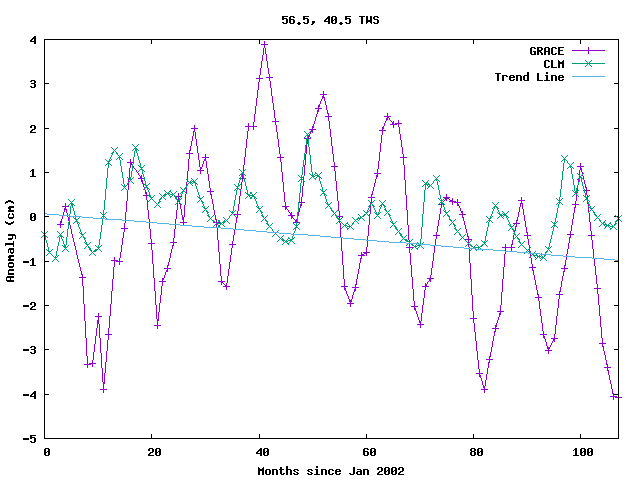 56.5, 40.5 TWS
GRACE
CLM
Trend Line
4
3
2
1
0
-1
-2
-3
-4
-5
Anomaly (cm)
0 20 40 60 80 100
Months since Jan 2002